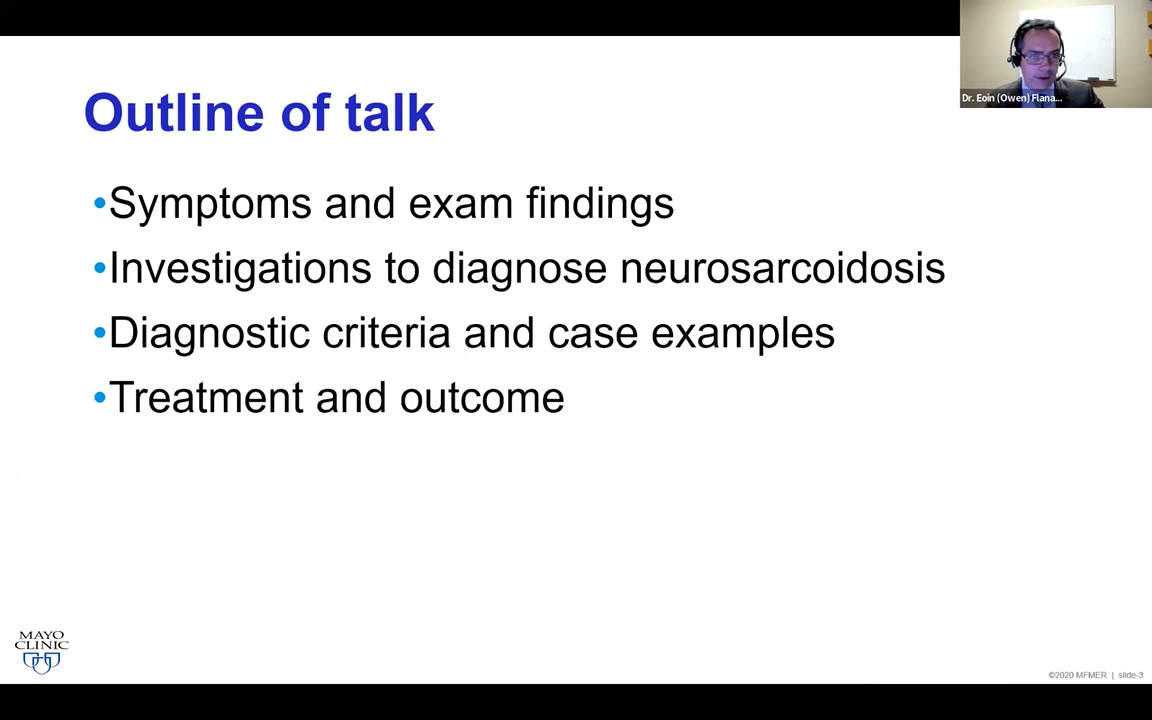 Outline of talk
Dr. Eoin (Owen) Flana...
•Symptoms and exam findings
•Investigations to diagnose neurosarcoidosis
•Diagnostic criteria and case examples
•Treatment and outcome
MAYO
CLINIC
©2020 MFMER | slide-3